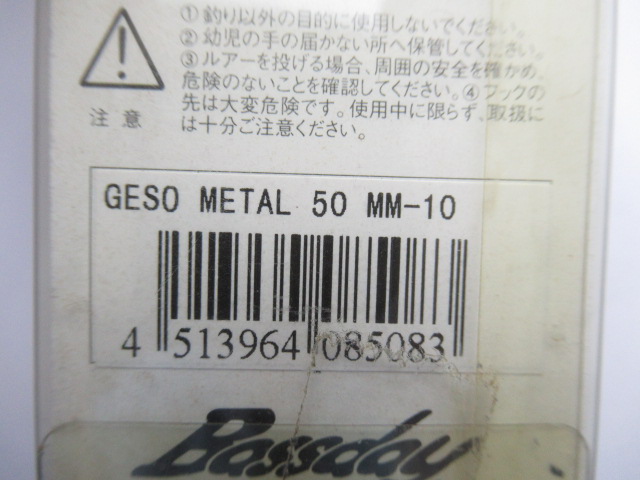 ①釣り以外の目的に使用しないでください。
②幼児の手の届かない所へ保管してください。
③ルアーを投げる場合、周囲の安全を確かめ、
危険のないことを確認してください。④フックの
先は大変危険です。使用中に限らず、取扱に
は十分ご注意ください。
注意
GESO METAL 50 MM-10
4 513964 085083
Bassday